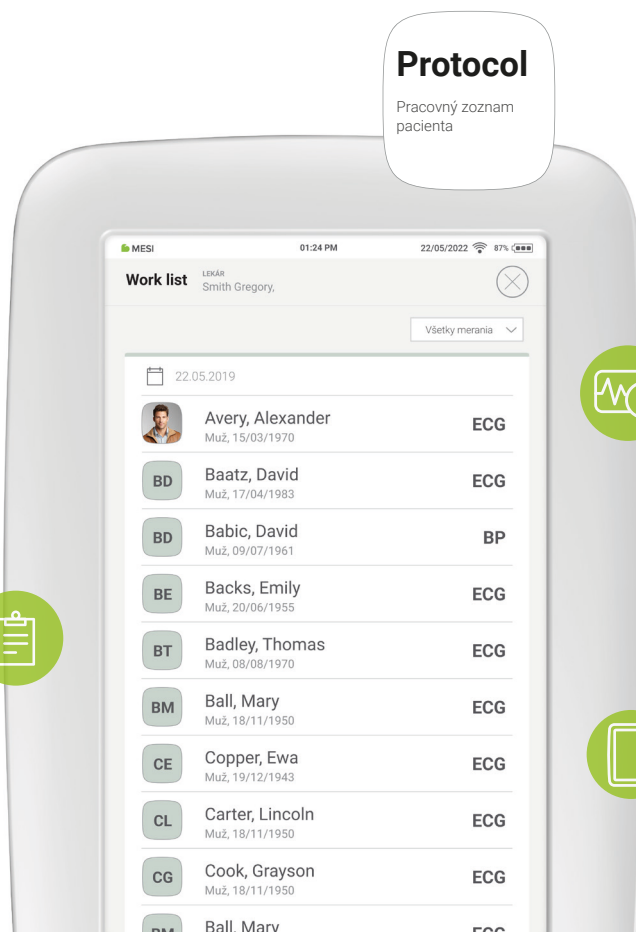 Protocol
Pracovný zoznam
pacienta
MESI
01:24 PM
22/05/2022
87%
Work list
LEKÁR
Smith Gregory,
Všetky merania
22.05.2019
Avery, Alexander
ECG
Muž, 15/03/1970
BD
Baatz, David
ECG
Muž, 17/04/1983
BD
Babic, David
BP
Muž, 09/07/1961
BE
Backs, Emily
ECG
Muž, 20/06/1955
BT
Badley, Thomas
ECG
Muž, 08/08/1970
BM
Ball, Mary
ECG
Muž, 18/11/1950
CE
Copper, Ewa
ECG
Muž, 19/12/1943
CL
Carter, Lincoln
ECG
Muž, 18/11/1950
CG
Cook, Grayson
ECG
Muž, 18/11/1950
BM
Ball, Mary
ECG